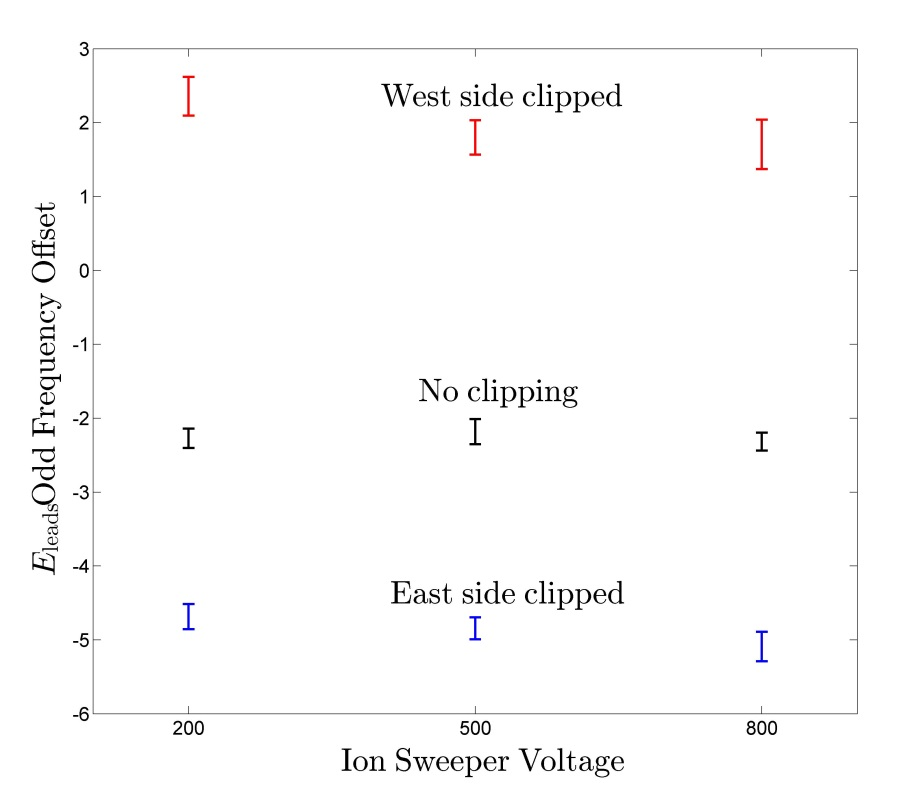 3
2
1
0
-1
-2
-3
-4
-5
-6
E_leads Odd Frequency Offset
West side clipped
No clipping
East side clipped
200 500 800
Ion Sweeper Voltage